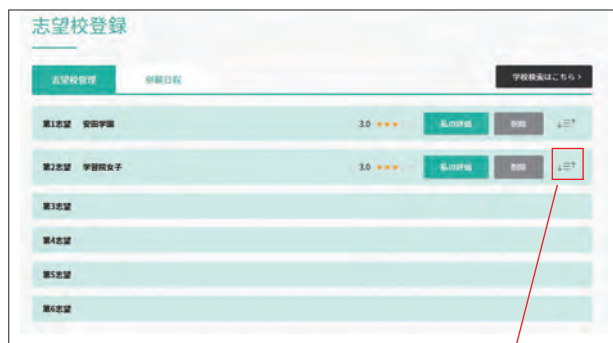 志望校登録
志望校管理 併願日程 学校検索はこちら ›
第1志望 安田学園 3.0 ★★★ 私の評価 削除 ↓☰↑
第2志望 学習院女子 3.0 ★★★ 私の評価 削除 ↓☰↑
第3志望
第4志望
第5志望
第6志望